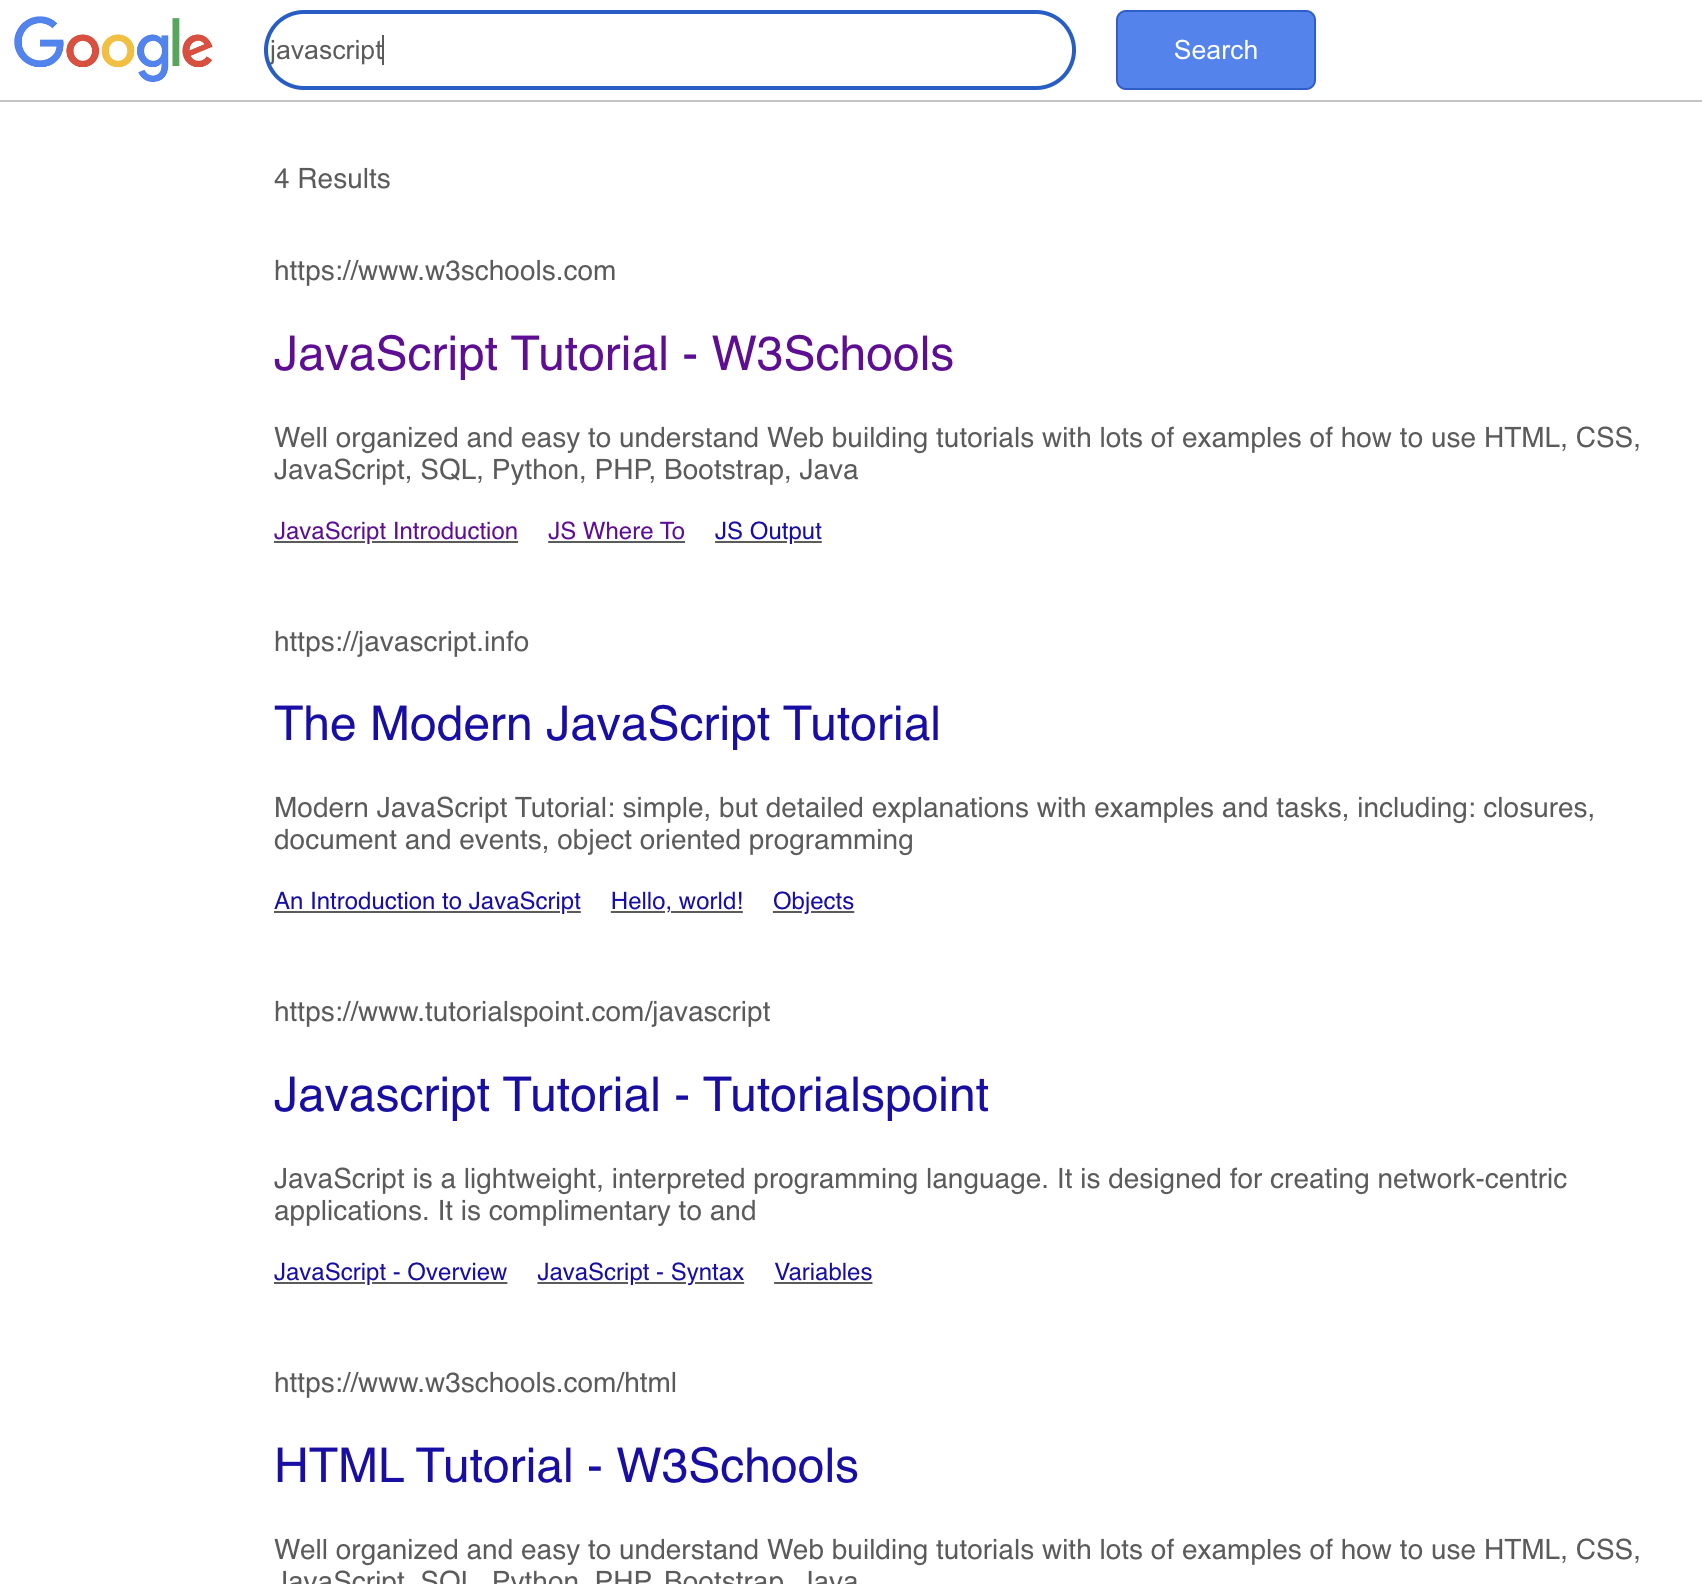 Google
javascript
Search
4 Results
https://www.w3schools.com
JavaScript Tutorial - W3Schools
Well organized and easy to understand Web building tutorials with lots of examples of how to use HTML, CSS,
JavaScript, SQL, Python, PHP, Bootstrap, Java
JavaScript Introduction JS Where To JS Output
https://javascript.info
The Modern JavaScript Tutorial
Modern JavaScript Tutorial: simple, but detailed explanations with examples and tasks, including: closures,
document and events, object oriented programming
An Introduction to JavaScript Hello, world! Objects
https://www.tutorialspoint.com/javascript
Javascript Tutorial - Tutorialspoint
JavaScript is a lightweight, interpreted programming language. It is designed for creating network-centric
applications. It is complimentary to and
JavaScript - Overview JavaScript - Syntax Variables
https://www.w3schools.com/html
HTML Tutorial - W3Schools
Well organized and easy to understand Web building tutorials with lots of examples of how to use HTML, CSS,
JavaScript, SQL, Python, PHP, Bootstrap, Java